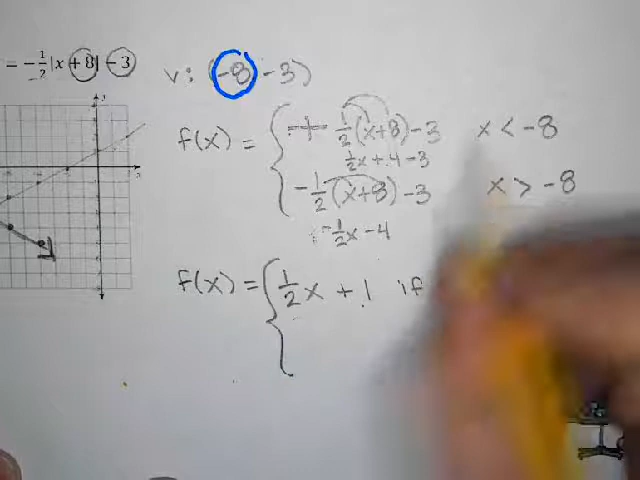 = -1/2|x + 8| - 3
v: (-8, -3)
f(x) = { -+ 1/2(x+8)-3 x < -8
1/2x + 4 - 3
-1/2(x+8)-3 x > -8
-1/2x - 4
f(x) = { 1/2x + 1 if